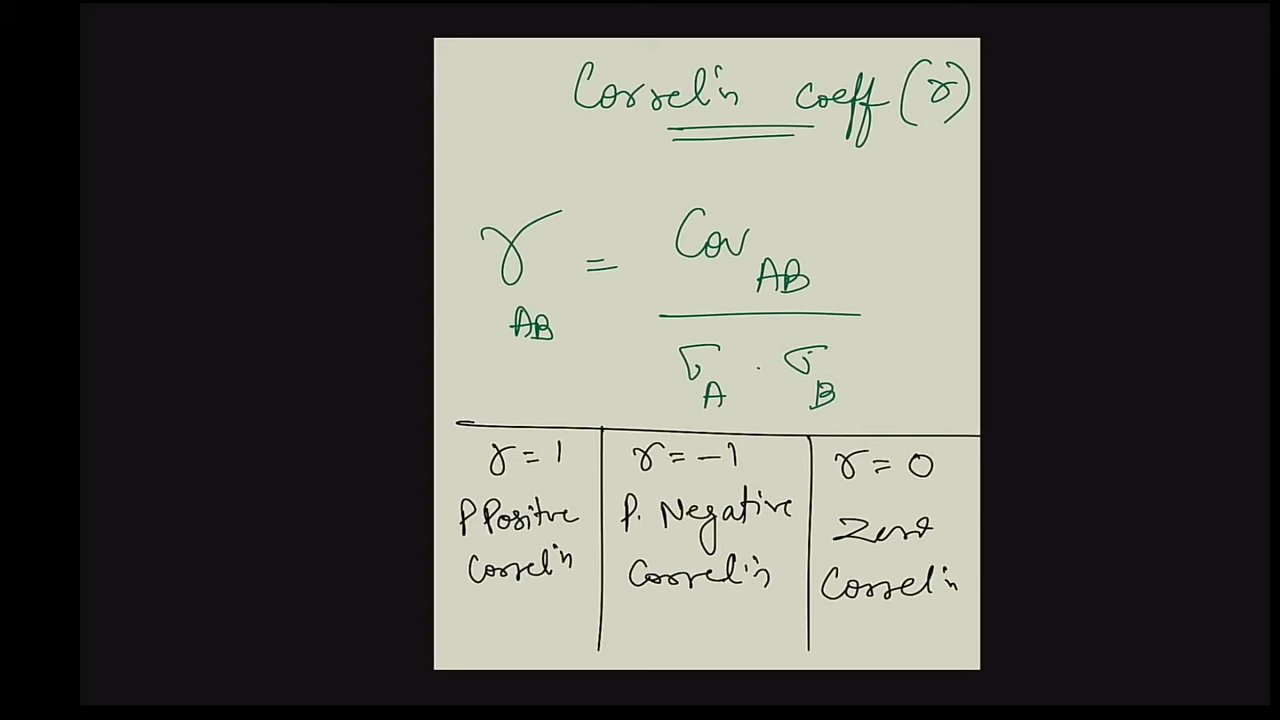 Correl'n coeff (r)
r AB = Cov AB
σ A . σ B
r = 1
P Positive
Correl'n
r = -1
P. Negative
Correl'n
r = 0
Zero
Correl'n